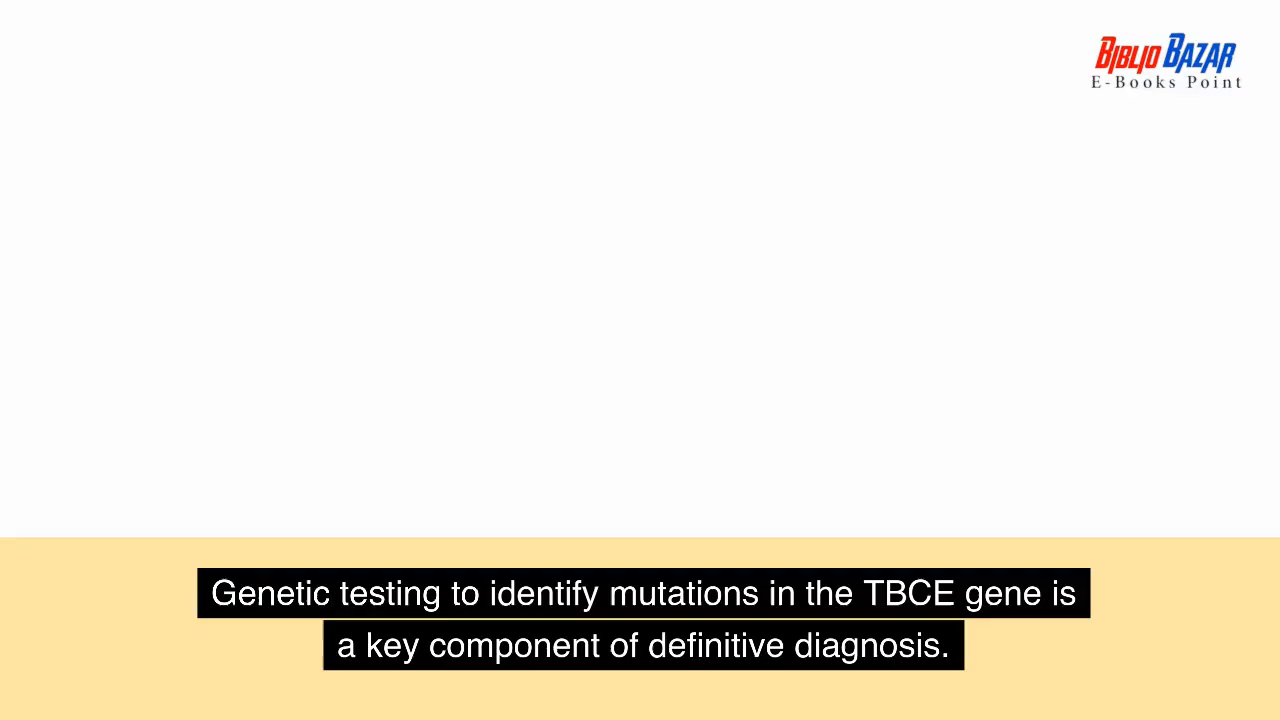 BIBLIO BAZAR
E-Books Point
Genetic testing to identify mutations in the TBCE gene is
a key component of definitive diagnosis.